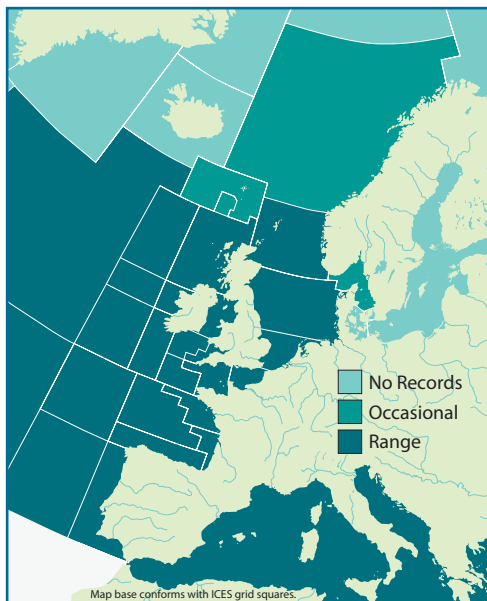 No Records
Occasional
Range
Map base conforms with ICES grid squares.